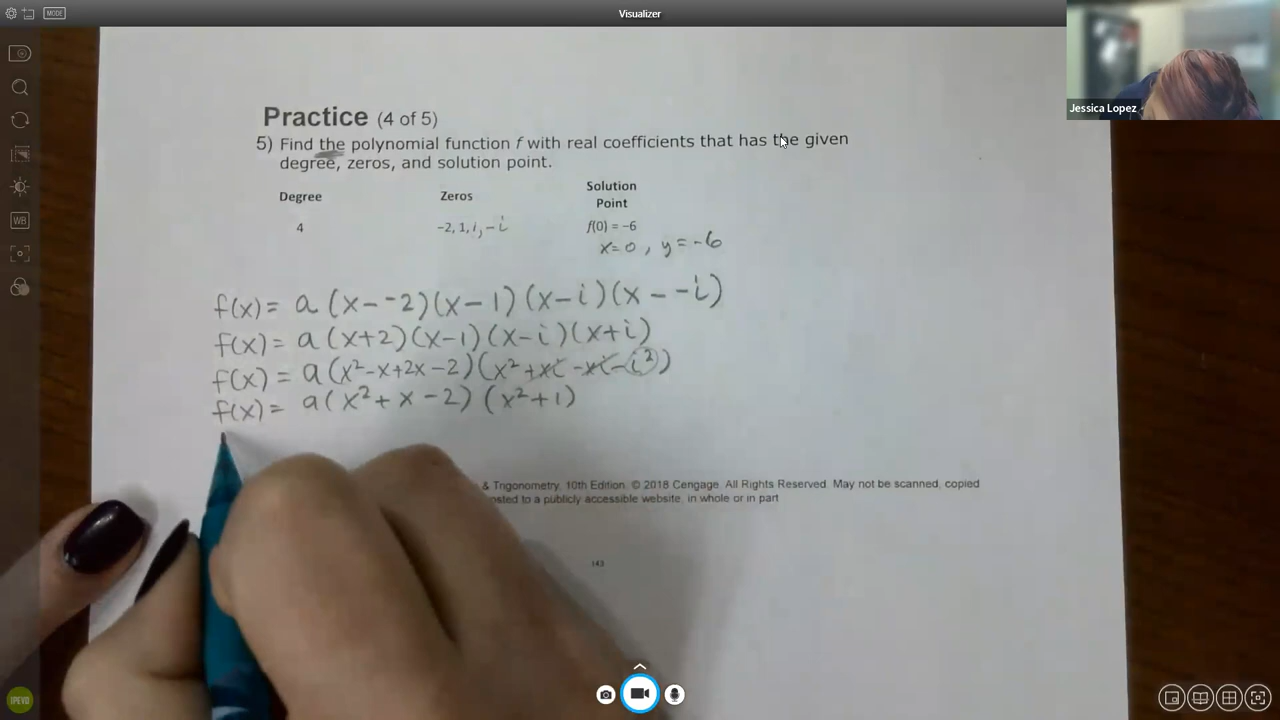 MODE
Visualizer
Jessica Lopez
WB
Practice (4 of 5)
5) Find the polynomial function f with real coefficients that has the given
degree, zeros, and solution point.
Degree Zeros Solution Point
4 −2, 1, i, -i f(0) = −6
x=0, y=-6
f(x)= a(x--2)(x-1)(x-i)(x--i)
f(x)= a(x+2)(x-1)(x-i)(x+i)
f(x)= a(x²-x+2x-2)(x²+xi-xi-i²)
f(x)= a(x²+x-2)(x²+1)
& Trigonometry, 10th Edition, © 2018 Cengage. All Rights Reserved. May not be scanned, copied
posted to a publicly accessible website, in whole or in part
143
IPEVO